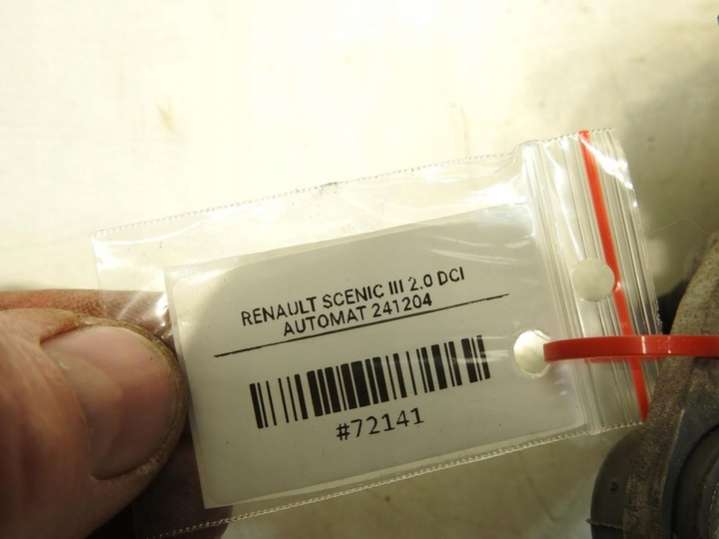 RENAULT SCENIC III 2.0 DCI
AUTOMAT 241204
#72141